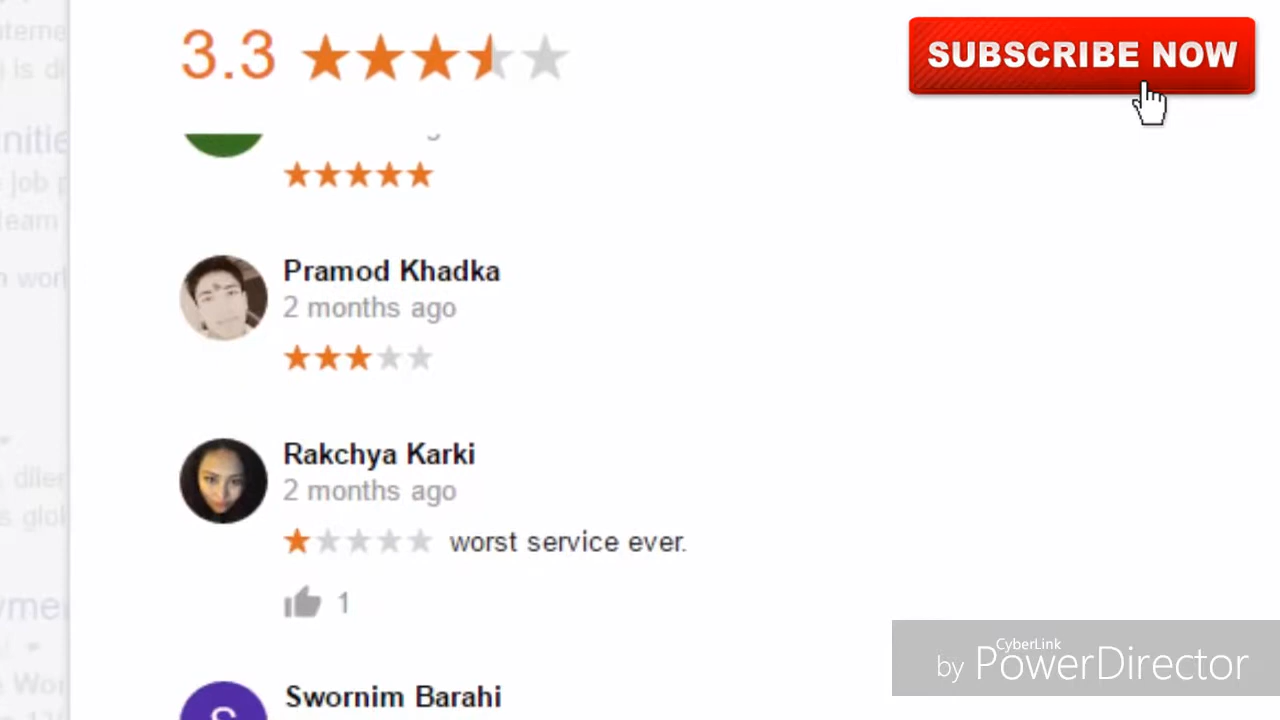 3.3
SUBSCRIBE NOW
Pramod Khadka
2 months ago
Rakchya Karki
2 months ago
worst service ever.
1
S
Swornim Barahi
CyberLink
by PowerDirector